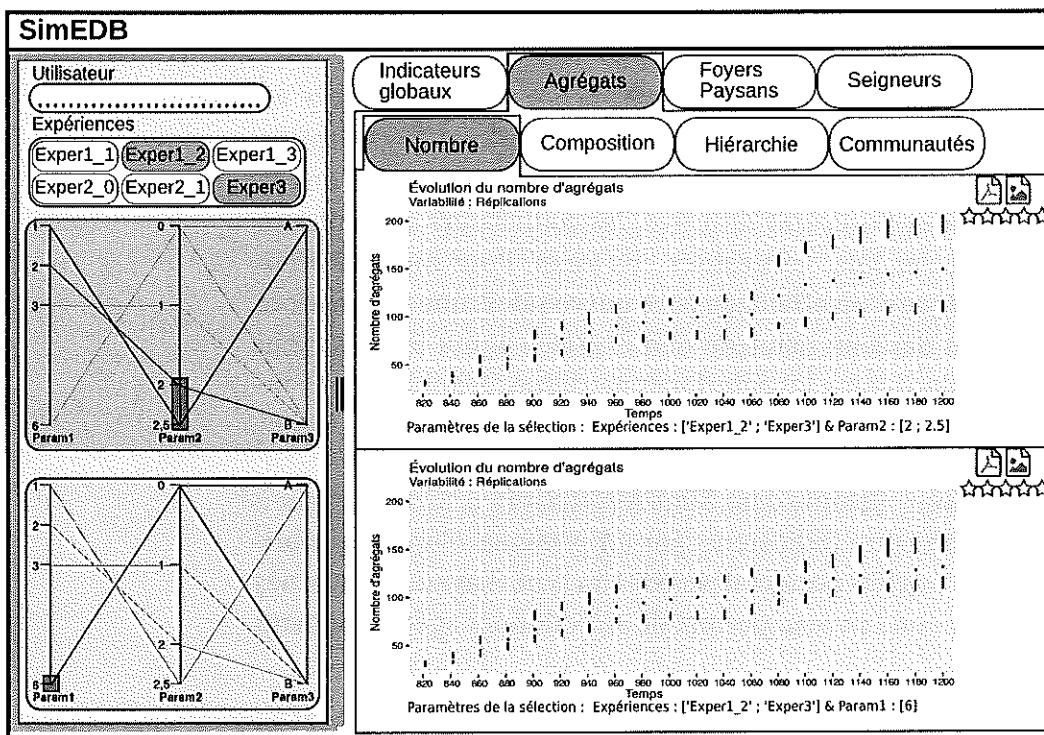 SimEDB
Utilisateur
Expériences
Exper1_1 Exper1_2 Exper1_3
Exper2_0 Exper2_1 Exper3
1 0 A
2
3 1
2
6 2,5 B
Param1 Param2 Param3
1 0 A
2
3 1
2
6 2,5 B
Param1 Param2 Param3
Indicateurs globaux
Agrégats
Foyers Paysans
Seigneurs
Nombre
Composition
Hiérarchie
Communautés
Évolution du nombre d'agrégats
Variabilité : Réplications
Nombre d'agrégats
200
150
100
50
820 840 860 880 900 920 940 960 980 1000 1020 1040 1060 1080 1100 1120 1140 1160 1180 1200
Temps
Paramètres de la sélection : Expériences : ['Exper1_2' ; 'Exper3'] & Param2 : [2 ; 2.5]
Évolution du nombre d'agrégats
Variabilité : Réplications
Nombre d'agrégats
200
150
100
50
820 840 860 880 900 920 940 960 980 1000 1020 1040 1060 1080 1100 1120 1140 1160 1180 1200
Temps
Paramètres de la sélection : Expériences : ['Exper1_2' ; 'Exper3'] & Param1 : [6]